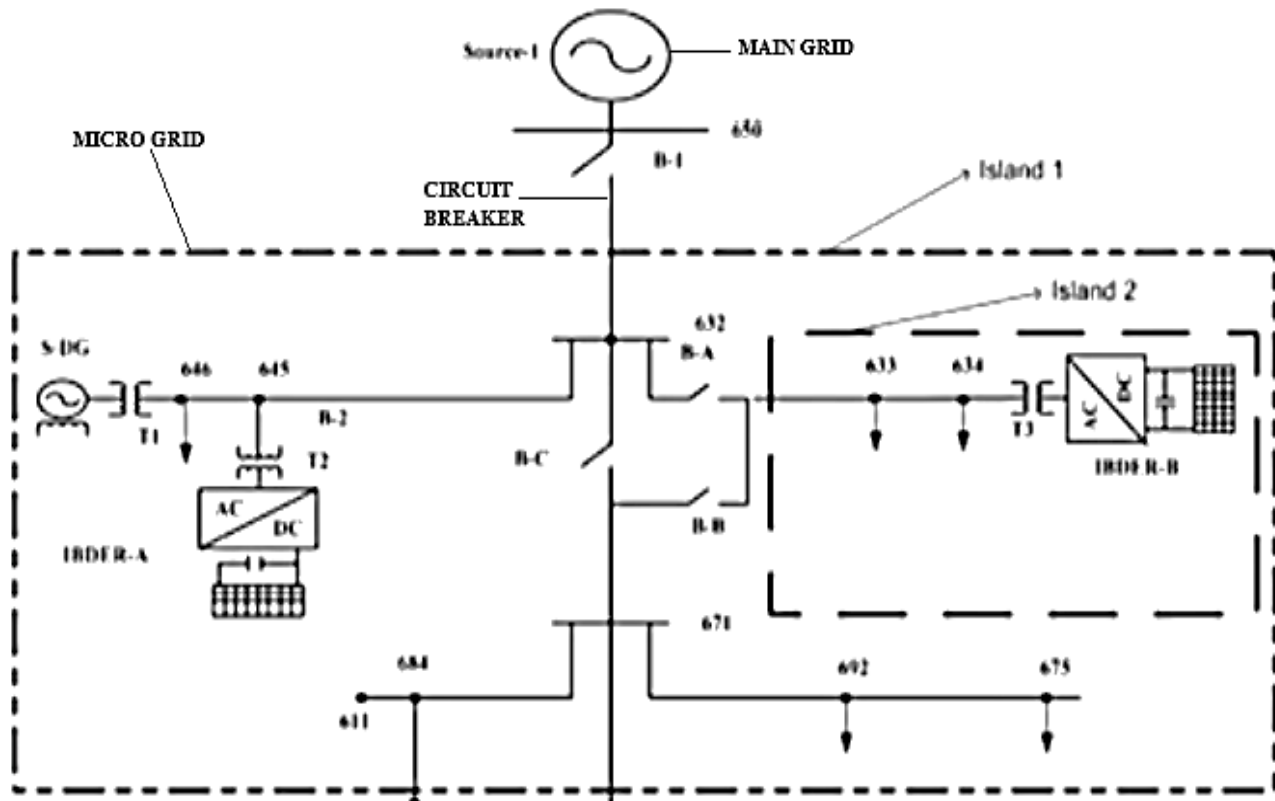 Source-1
MAIN GRID
650
MICRO GRID
B-1
Island 1
CIRCUIT
BREAKER
Island 2
632
S-DG
B-A
646
645
633
634
AC
DC
T1
B-2
T3
T2
B-C
IBDER-B
AC
DC
B-B
IBDER-A
671
684
692
675
611